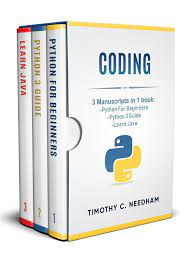 LEARN JAVA
3
PYTHON 3 GUIDE
2
PYTHON FOR BEGINNERS
1
CODING
3 Manuscripts in 1 book:
-Python For Beginners
-Python 3 Guide
-Learn Java
TIMOTHY C. NEEDHAM